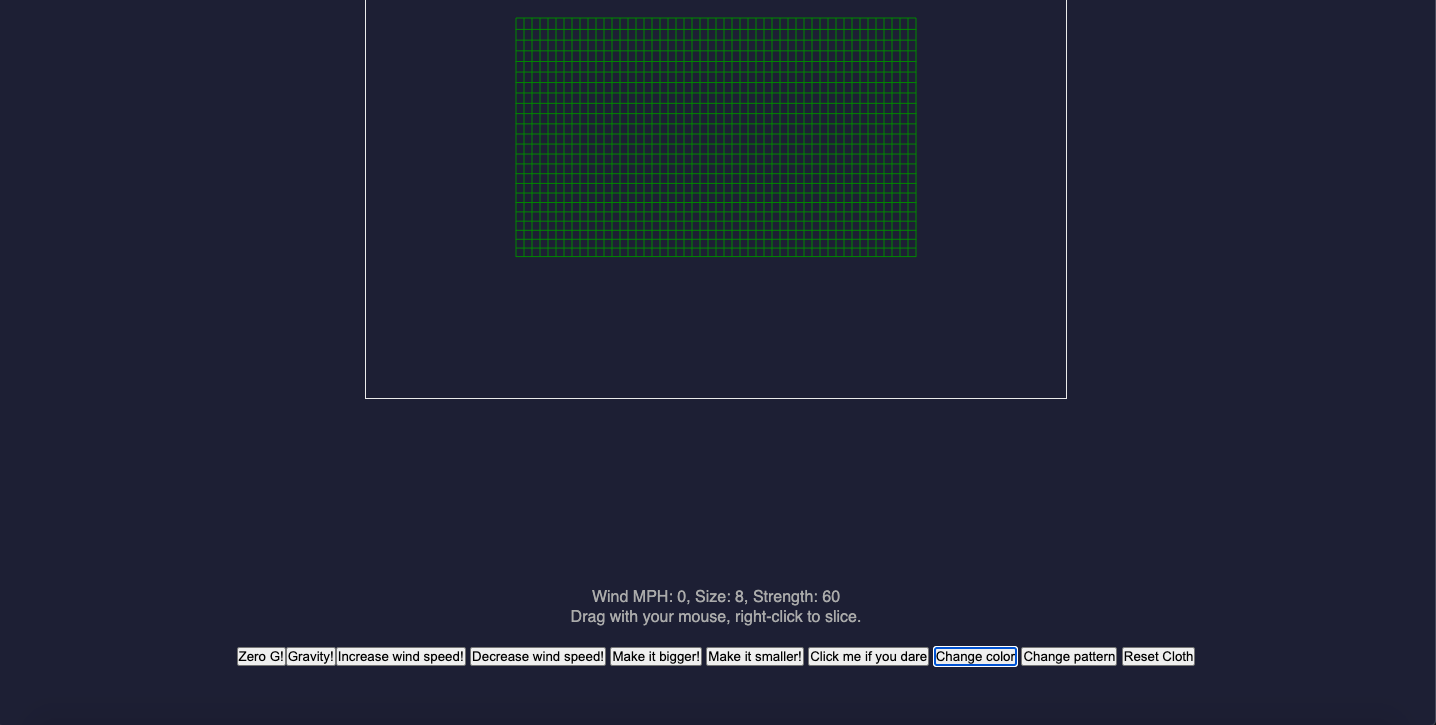 Wind MPH: 0, Size: 8, Strength: 60
Drag with your mouse, right-click to slice.
Zero G! Gravity! Increase wind speed! Decrease wind speed! Make it bigger! Make it smaller! Click me if you dare Change color Change pattern Reset Cloth